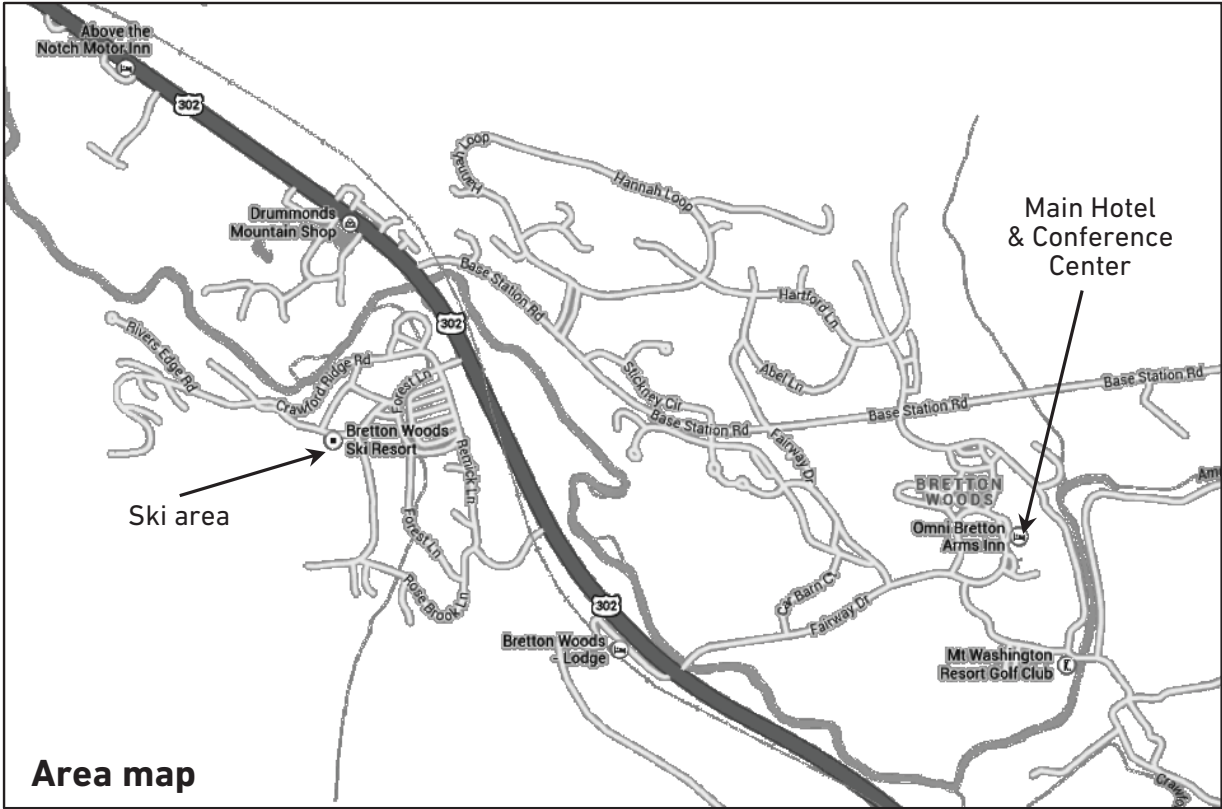 Above the
Notch Motor Inn
302
Loop
Hannah
Hannah Loop
Drummonds
Mountain Shop
Main Hotel
& Conference
Center
Base Station Rd
302
Hartford Ln
Rivers Edge Rd
Crawford Ridge Rd
Forest Ln
Stickney Cir
Abel Ln
Base Station Rd
Base Station Rd
Base Station Rd
Bretton Woods
Ski Resort
Remick Ln
Fairway Dr
BRETTON
WOODS
Ski area
Forest Ln
Omni Bretton
Arms Inn
Rose Brook Ln
Car Barn C
302
Fairway Dr
Bretton Woods
Lodge
Mt Washington
Resort Golf Club
Area map